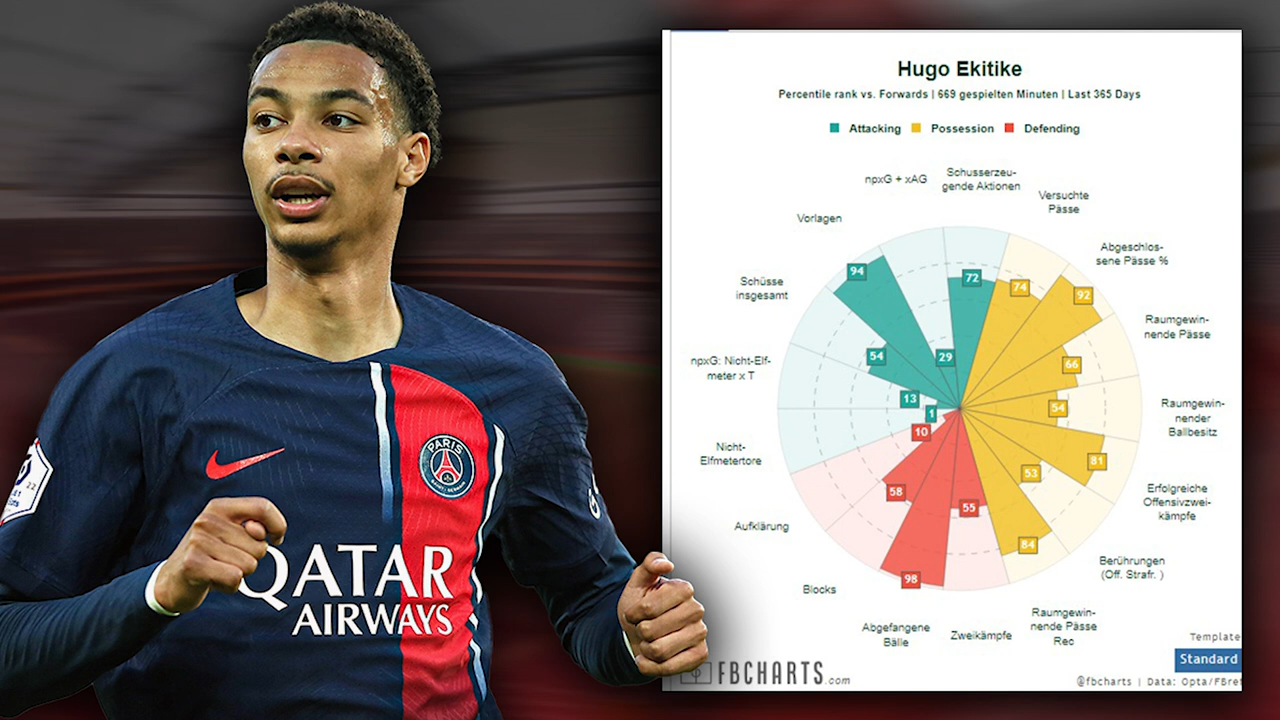 Hugo Ekitike
Percentile rank vs. Forwards | 669 gespielten Minuten | Last 365 Days
Attacking Possession Defending
npxG + xAG
Schusserzeu-
gende Aktionen
Versuchte
Pässe
Vorlagen
Abgeschlos-
sene Pässe %
Schüsse
insgesamt
Raumgewin-
nende Pässe
npxG: Nicht-Elf-
meter x T
Raumgewin-
nender
Ballbesitz
Nicht-
Elfmetertore
Erfolgreiche
Offensivzwei-
kämpfe
Aufklärung
Berührungen
(Off. Strafr. )
Blocks
Raumgewin-
nende Pässe
Rec
Abgefangene
Bälle
Zweikämpfe
94
72
74
92
54
29
66
13
1
54
10
81
58
53
55
84
98
Template
Standard
FBCHARTS.com
@fbcharts | Data: Opta/FBref
PARIS
QATAR
AIRWAYS